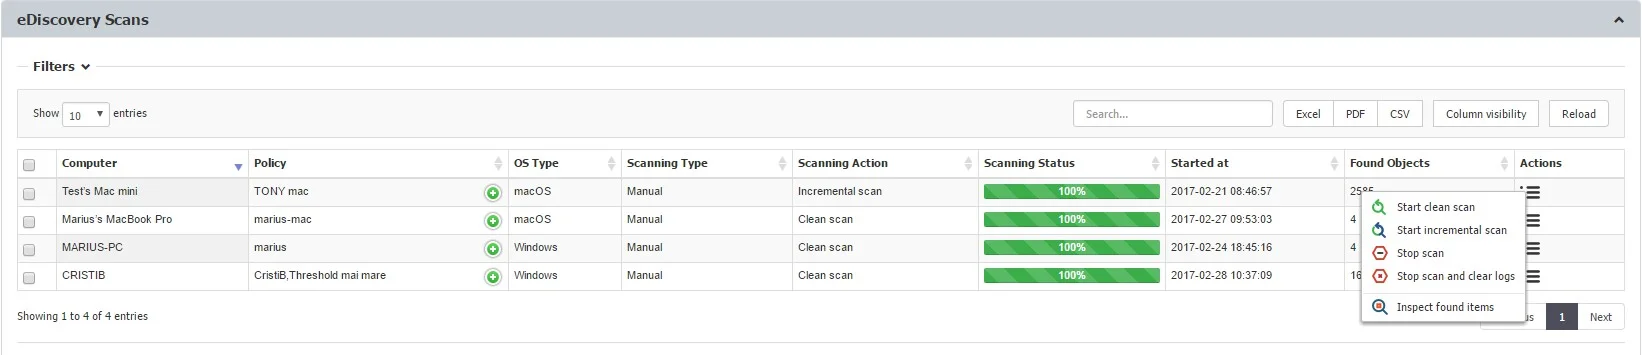 eDiscovery Scans
Filters
Show 10 entries Search... Excel PDF CSV Column visibility Reload
Computer Policy OS Type Scanning Type Scanning Action Scanning Status Started at Found Objects Actions
Test's Mac mini TONY mac macOS Manual Incremental scan 100% 2017-02-21 08:46:57
Start clean scan
Marius's MacBook Pro marius-mac macOS Manual Clean scan 100% 2017-02-27 09:53:03 4
Start incremental scan
MARIUS-PC marius Windows Manual Clean scan 100% 2017-02-24 18:45:16 4
Stop scan
CRISTIB CristiB,Threshold mai mare Windows Manual Clean scan 100% 2017-02-28 10:37:09
Stop scan and clear logs
Inspect found items
Showing 1 to 4 of 4 entries 1 Next